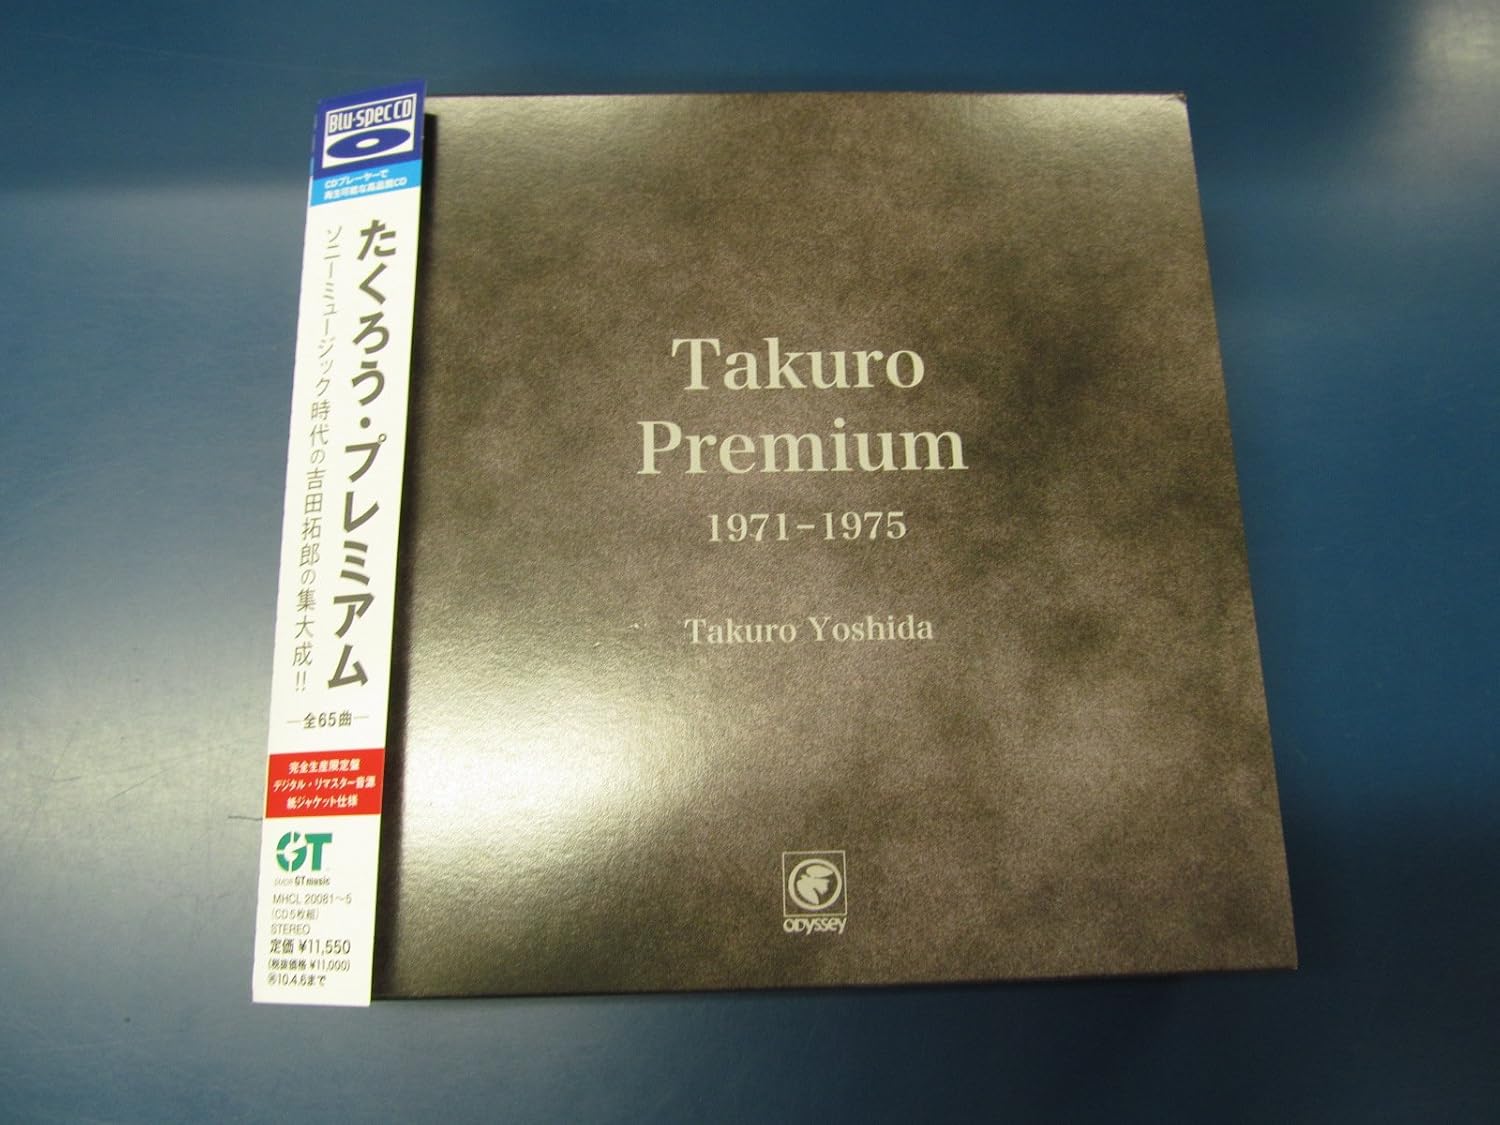 Blu-spec CD
CDプレーヤーで
再生可能な高品質CD
たくろう・プレミアム
ソニーミュージック時代の吉田拓郎の集大成!!
—全65曲—
完全生産限定盤
デジタル・リマスター音源
紙ジャケット仕様
GT
GT music
MHCL 20081~5
(CD5枚組)
STEREO
定価 ¥11,550
(税抜価格 ¥11,000)
10.4.6まで
Takuro
Premium
1971-1975
Takuro Yoshida
ODYSSEY